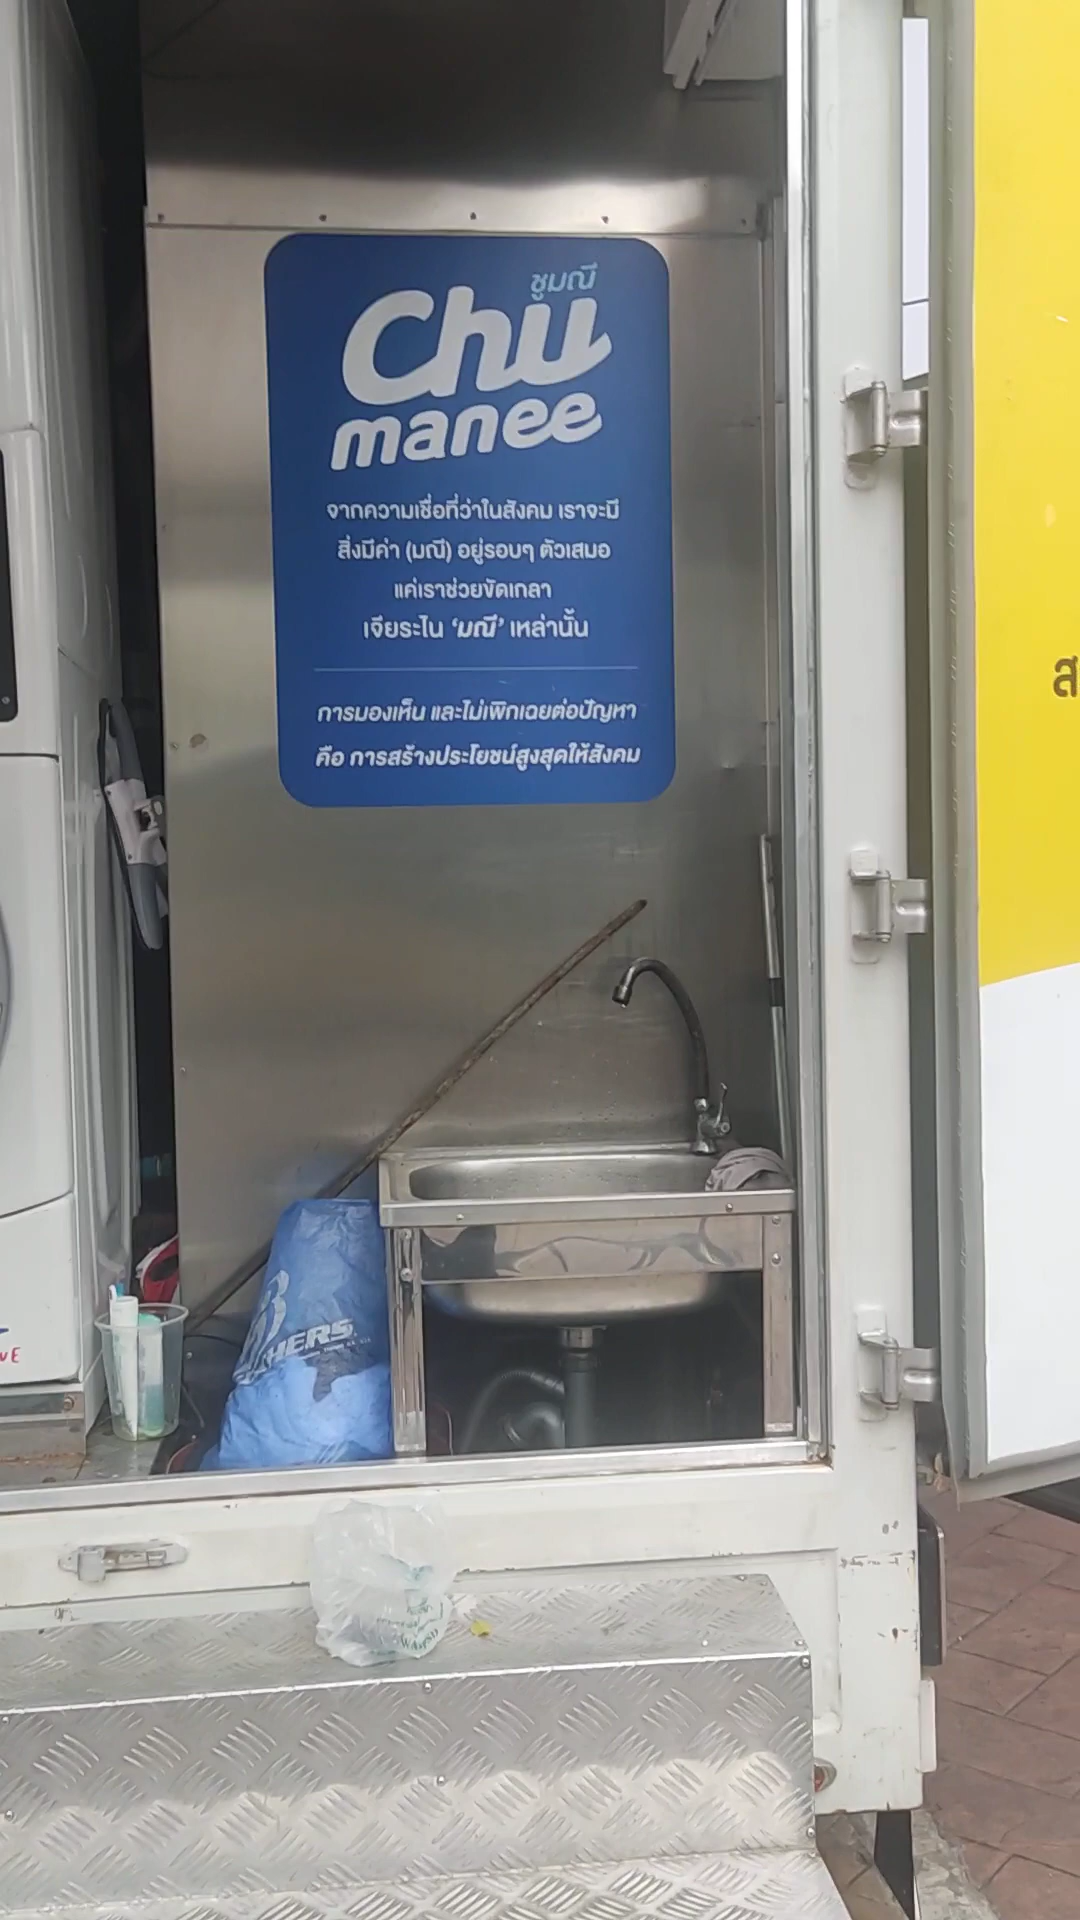 ชูมณี
Chu
manee
จากความเชื่อที่ว่าในสังคม เราจะมี
สิ่งมีค่า (มณี) อยู่รอบๆ ตัวเสมอ
แค่เราช่วยขัดเกลา
เจียระไน ‘มณี’ เหล่านั้น
การมองเห็น และไม่เพิกเฉยต่อปัญหา
คือ การสร้างประโยชน์สูงสุดให้สังคม
ส